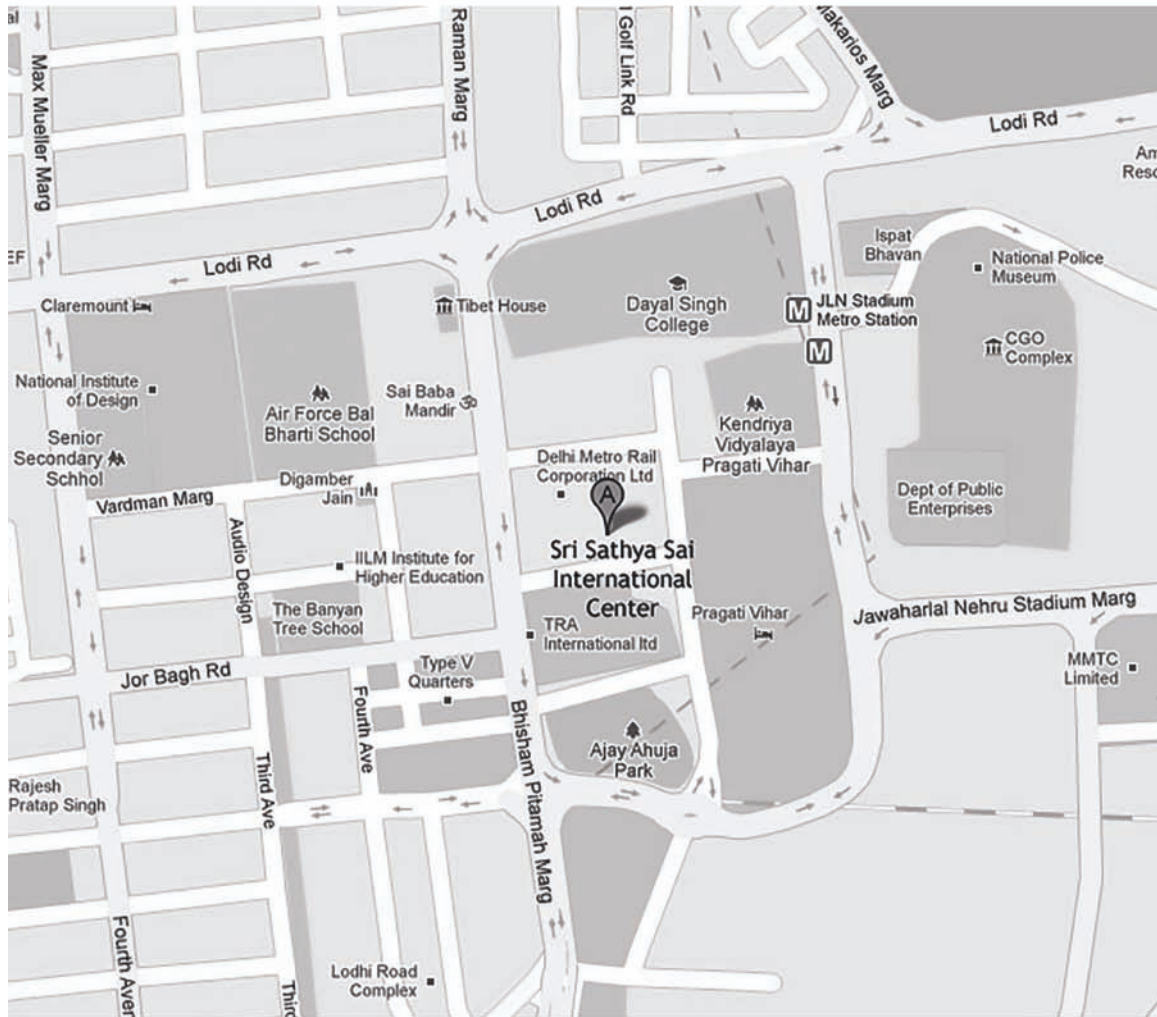 Max Mueller Marg
Raman Marg
Golf Link Rd
Makarios Marg
Lodi Rd
Am
Reso
Lodi Rd
Lodi Rd
EF
Claremount
Tibet House
Dayal Singh
College
JLN Stadium
Metro Station
M
M
Ispat
Bhavan
National Police
Museum
CGO
Complex
National Institute
of Design
Air Force Bal
Bharti School
Sai Baba
Mandir
Kendriya
Vidyalaya
Pragati Vihar
Senior
Secondary
Schhol
Vardman Marg
Digamber
Jain
Delhi Metro Rail
Corporation Ltd
A
Sri Sathya Sai
International
Center
Dept of Public
Enterprises
Audio Design
IILM Institute for
Higher Education
The Banyan
Tree School
TRA
International ltd
Pragati Vihar
Jawaharlal Nehru Stadium Marg
MMTC
Limited
Jor Bagh Rd
Type V
Quarters
Fourth Ave
Bhisham Pitamah Marg
Ajay Ahuja
Park
Third Ave
Rajesh
Pratap Singh
Fourth Aven
Third
Lodhi Road
Complex